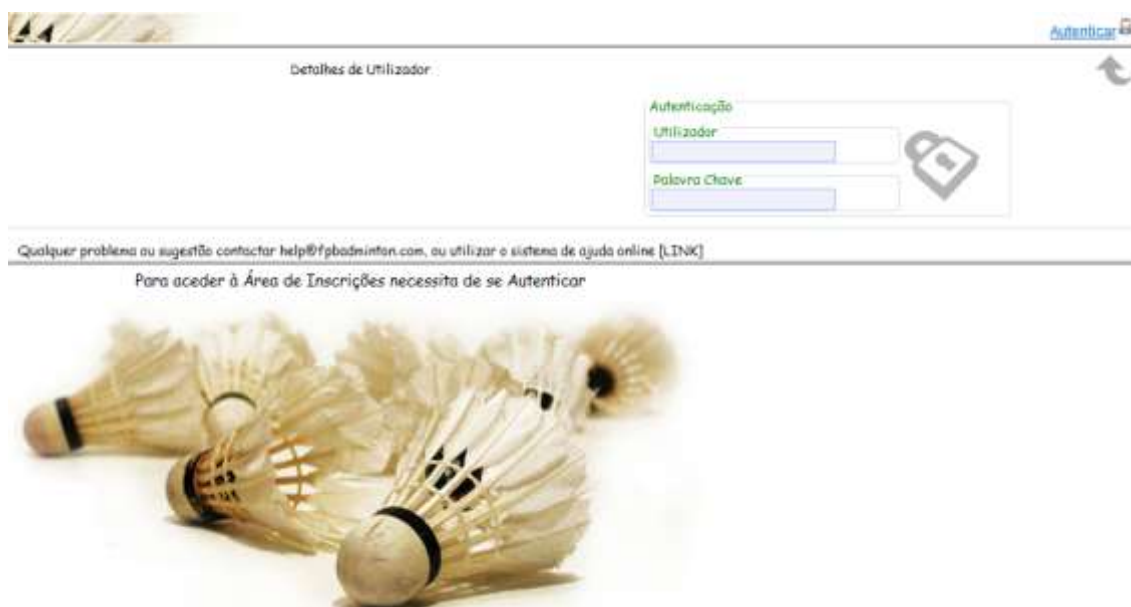 Autenticar
Detalhes de Utilizador
Autenticação
Utilizador
Palavra Chave
Qualquer problema ou sugestão contactar help@fpbadminton.com, ou utilizar o sistema de ajuda online [LINK]
Para aceder à Área de Inscrições necessita de se Autenticar